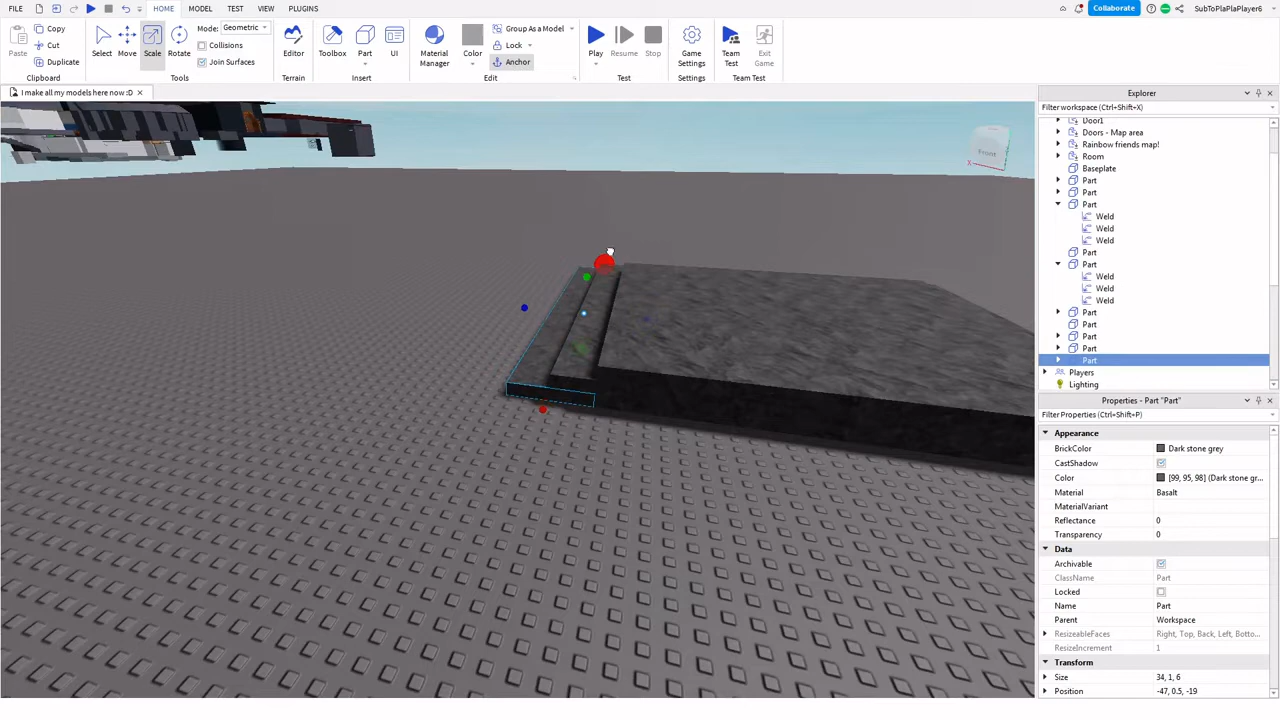 FILE HOME MODEL TEST VIEW PLUGINS Collaborate SubToPlaPlaPlayer6
Paste Copy Cut Duplicate Select Move Scale Rotate Mode: Geometric Collisions Join Surfaces Editor Toolbox Part UI Material Manager Color Group As a Model Lock Anchor Play Resume Stop Game Settings Team Test Exit Game
Clipboard Tools Terrain Insert Edit Test Settings Team Test
I make all my models here now :D
Front
X
Explorer
Filter workspace (Ctrl+Shift+X)
Door1
Doors - Map area
Rainbow friends map!
Room
Baseplate
Part
Part
Part
Weld
Weld
Weld
Part
Part
Weld
Weld
Weld
Part
Part
Part
Part
Part
Players
Lighting
Properties - Part "Part"
Filter Properties (Ctrl+Shift+P)
Appearance
BrickColor Dark stone grey
CastShadow
Color [99, 95, 98] (Dark stone gr...
Material Basalt
MaterialVariant
Reflectance 0
Transparency 0
Data
Archivable
ClassName Part
Locked
Name Part
Parent Workspace
ResizeableFaces Right, Top, Back, Left, Botto...
ResizeIncrement 1
Transform
Size 34, 1, 6
Position -47, 0.5, -19